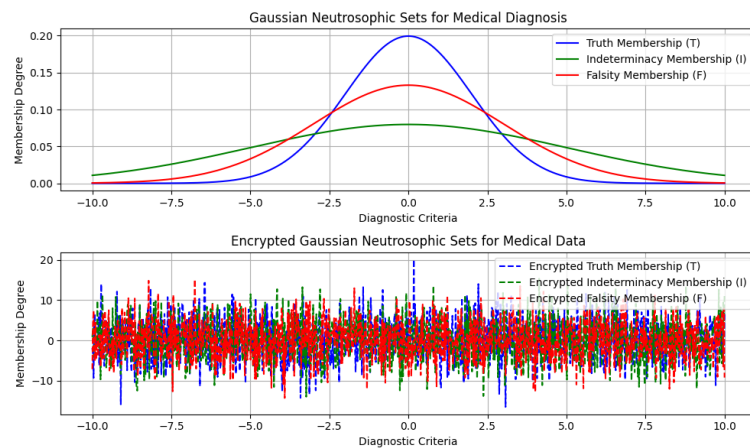 Gaussian Neutrosophic Sets for Medical Diagnosis
0.20
0.15
0.10
0.05
0.00
Membership Degree
Truth Membership (T)
Indeterminacy Membership (I)
Falsity Membership (F)
−10.0 −7.5 −5.0 −2.5 0.0 2.5 5.0 7.5 10.0
Diagnostic Criteria
Encrypted Gaussian Neutrosophic Sets for Medical Data
20
10
0
−10
Membership Degree
Encrypted Truth Membership (T)
Encrypted Indeterminacy Membership (I)
Encrypted Falsity Membership (F)
−10.0 −7.5 −5.0 −2.5 0.0 2.5 5.0 7.5 10.0
Diagnostic Criteria